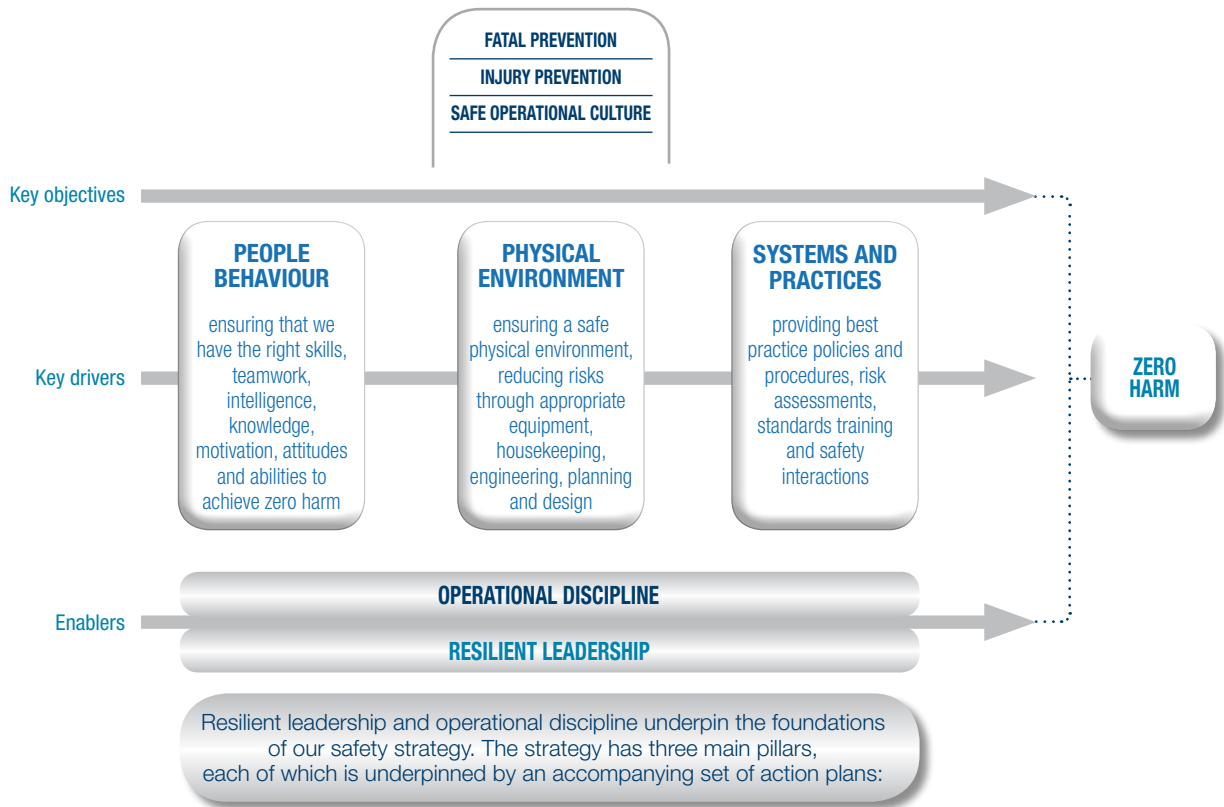 FATAL PREVENTION
INJURY PREVENTION
SAFE OPERATIONAL CULTURE
Key objectives
PEOPLE
BEHAVIOUR
ensuring that we
have the right skills,
teamwork,
intelligence,
knowledge,
motivation, attitudes
and abilities to
achieve zero harm
PHYSICAL
ENVIRONMENT
ensuring a safe
physical environment,
reducing risks
through appropriate
equipment,
housekeeping,
engineering, planning
and design
SYSTEMS AND
PRACTICES
providing best
practice policies and
procedures, risk
assessments,
standards training
and safety
interactions
Key drivers
ZERO
HARM
OPERATIONAL DISCIPLINE
Enablers
RESILIENT LEADERSHIP
Resilient leadership and operational discipline underpin the foundations
of our safety strategy. The strategy has three main pillars,
each of which is underpinned by an accompanying set of action plans: